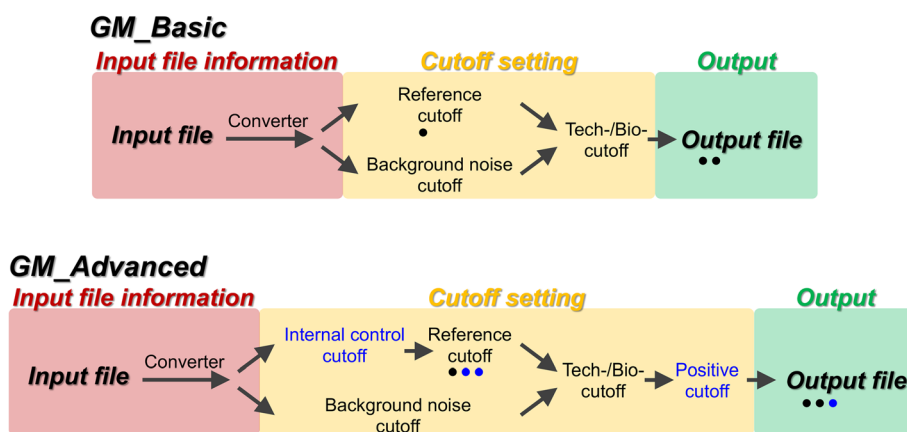 GM_Basic
Input file information
Cutoff setting
Output
Input file
Converter
Reference
cutoff
Background noise
cutoff
Tech-/Bio-
cutoff
Output file
GM_Advanced
Input file information
Cutoff setting
Output
Input file
Converter
Internal control
cutoff
Reference
cutoff
Background noise
cutoff
Tech-/Bio-
cutoff
Positive
cutoff
Output file